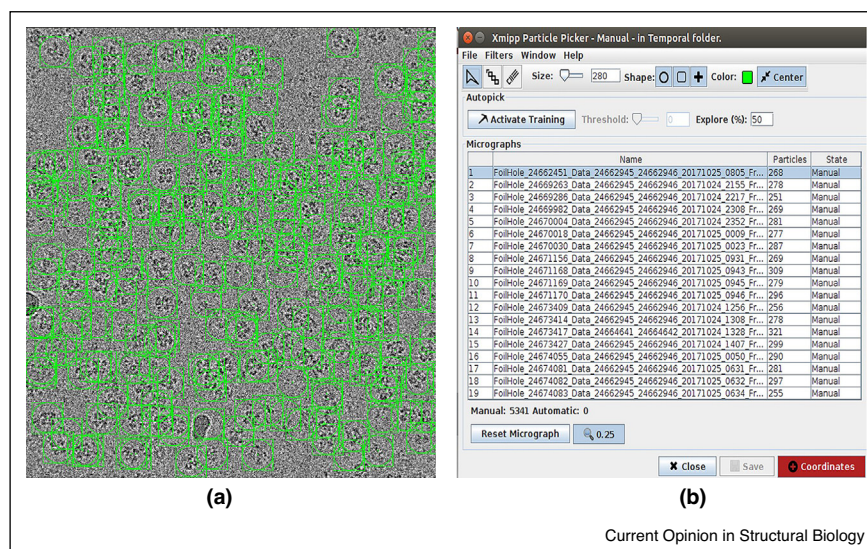 Xmipp Particle Picker - Manual - in Temporal folder.
File Filters Window Help
Size: 280 Shape: Color: Center
Autopick
Activate Training Threshold: 0 Explore (%): 50
Micrographs
Name Particles State
1 FoilHole_24662451_Data_24662945_24662946_20171025_0805_Fr... 268 Manual
2 FoilHole_24669263_Data_24662945_24662946_20171024_2155_Fr... 278 Manual
3 FoilHole_24669286_Data_24662945_24662946_20171024_2217_Fr... 251 Manual
4 FoilHole_24669982_Data_24662945_24662946_20171024_2308_Fr... 269 Manual
5 FoilHole_24670004_Data_24662945_24662946_20171024_2352_Fr... 281 Manual
6 FoilHole_24670018_Data_24662945_24662946_20171025_0009_Fr... 277 Manual
7 FoilHole_24670030_Data_24662945_24662946_20171025_0023_Fr... 287 Manual
8 FoilHole_24671156_Data_24662945_24662946_20171025_0931_Fr... 269 Manual
9 FoilHole_24671168_Data_24662945_24662946_20171025_0943_Fr... 309 Manual
10 FoilHole_24671169_Data_24662945_24662946_20171025_0945_Fr... 279 Manual
11 FoilHole_24671170_Data_24662945_24662946_20171025_0946_Fr... 296 Manual
12 FoilHole_24673409_Data_24662945_24662946_20171024_1256_Fr... 256 Manual
13 FoilHole_24673414_Data_24662945_24662946_20171024_1308_Fr... 278 Manual
14 FoilHole_24673417_Data_24664641_24664642_20171024_1328_Fr... 321 Manual
15 FoilHole_24673427_Data_24662945_24662946_20171024_1407_Fr... 299 Manual
16 FoilHole_24674055_Data_24662945_24662946_20171025_0050_Fr... 290 Manual
17 FoilHole_24674081_Data_24662945_24662946_20171025_0631_Fr... 281 Manual
18 FoilHole_24674082_Data_24662945_24662946_20171025_0632_Fr... 297 Manual
19 FoilHole_24674083_Data_24662945_24662946_20171025_0634_Fr... 255 Manual
Manual: 5341 Automatic: 0
Reset Micrograph 0.25
Close Save Coordinates
(a) (b)
Current Opinion in Structural Biology